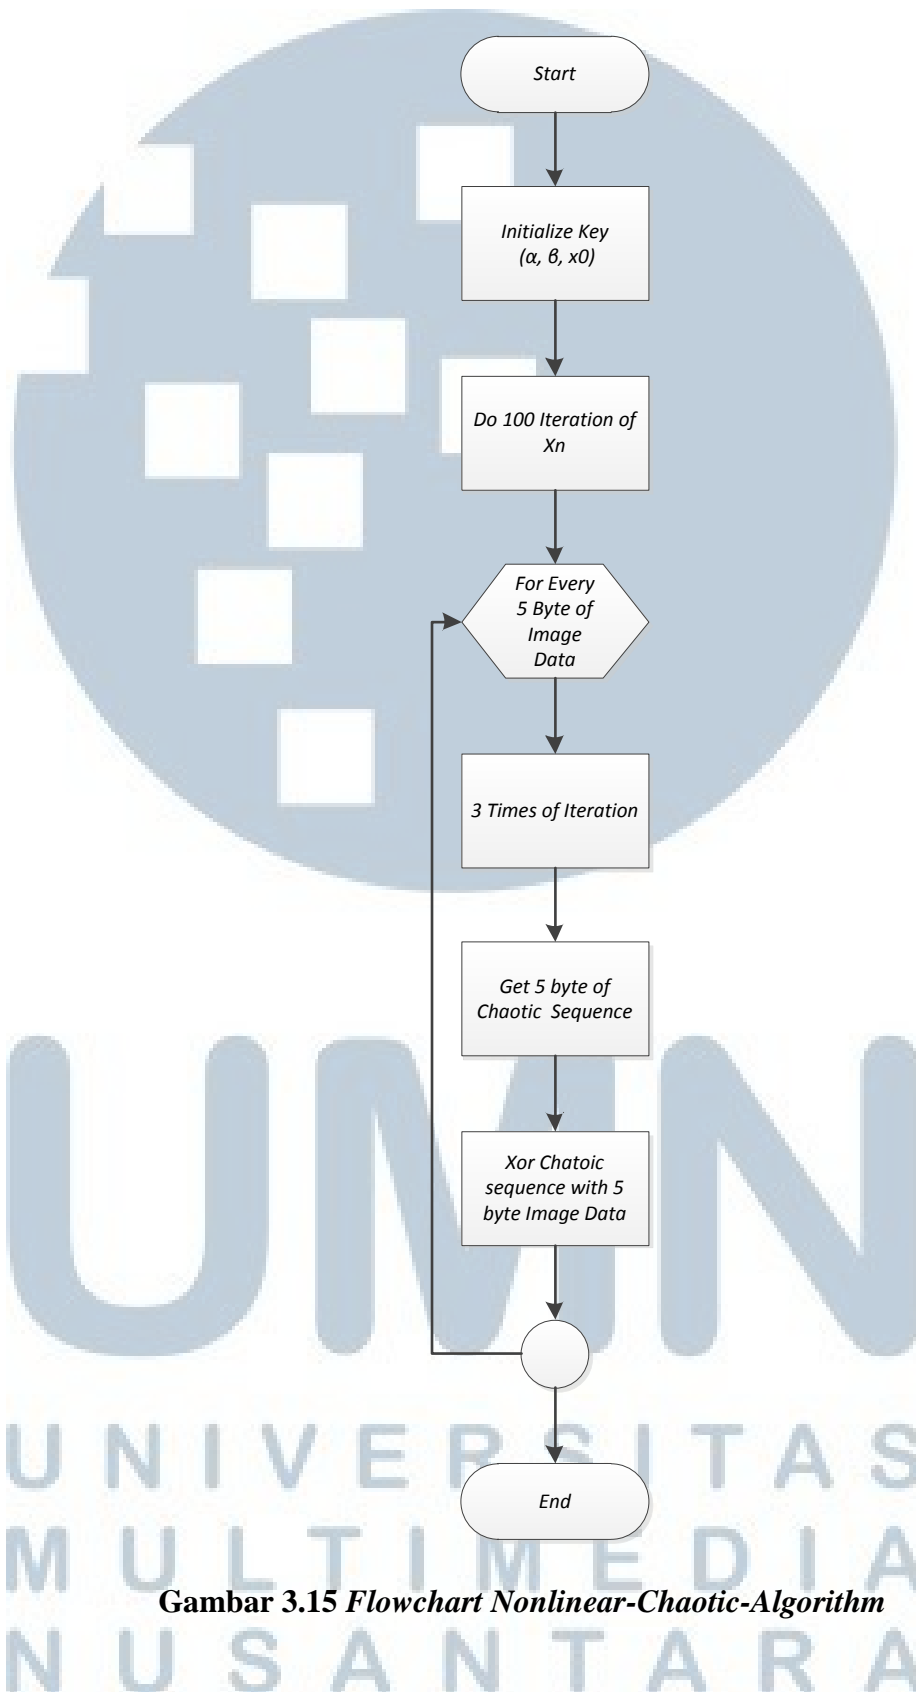 Start
Initialize Key
(α, β, x0)
Do 100 Iteration of
Xn
For Every
5 Byte of
Image
Data
3 Times of Iteration
Get 5 byte of
Chaotic Sequence
Xor Chatoic
sequence with 5
byte Image Data
UMN
UNIVERSITAS
End
MULTIMEDIA
Gambar 3.15 Flowchart Nonlinear-Chaotic-Algorithm
NUSANTARA